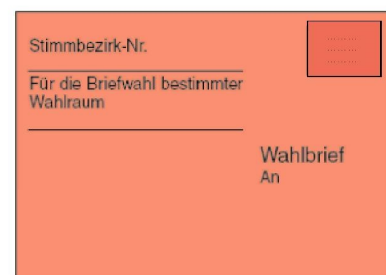 Stimmbezirk-Nr.
Für die Briefwahl bestimmter
Wahlraum
Wahlbrief
An